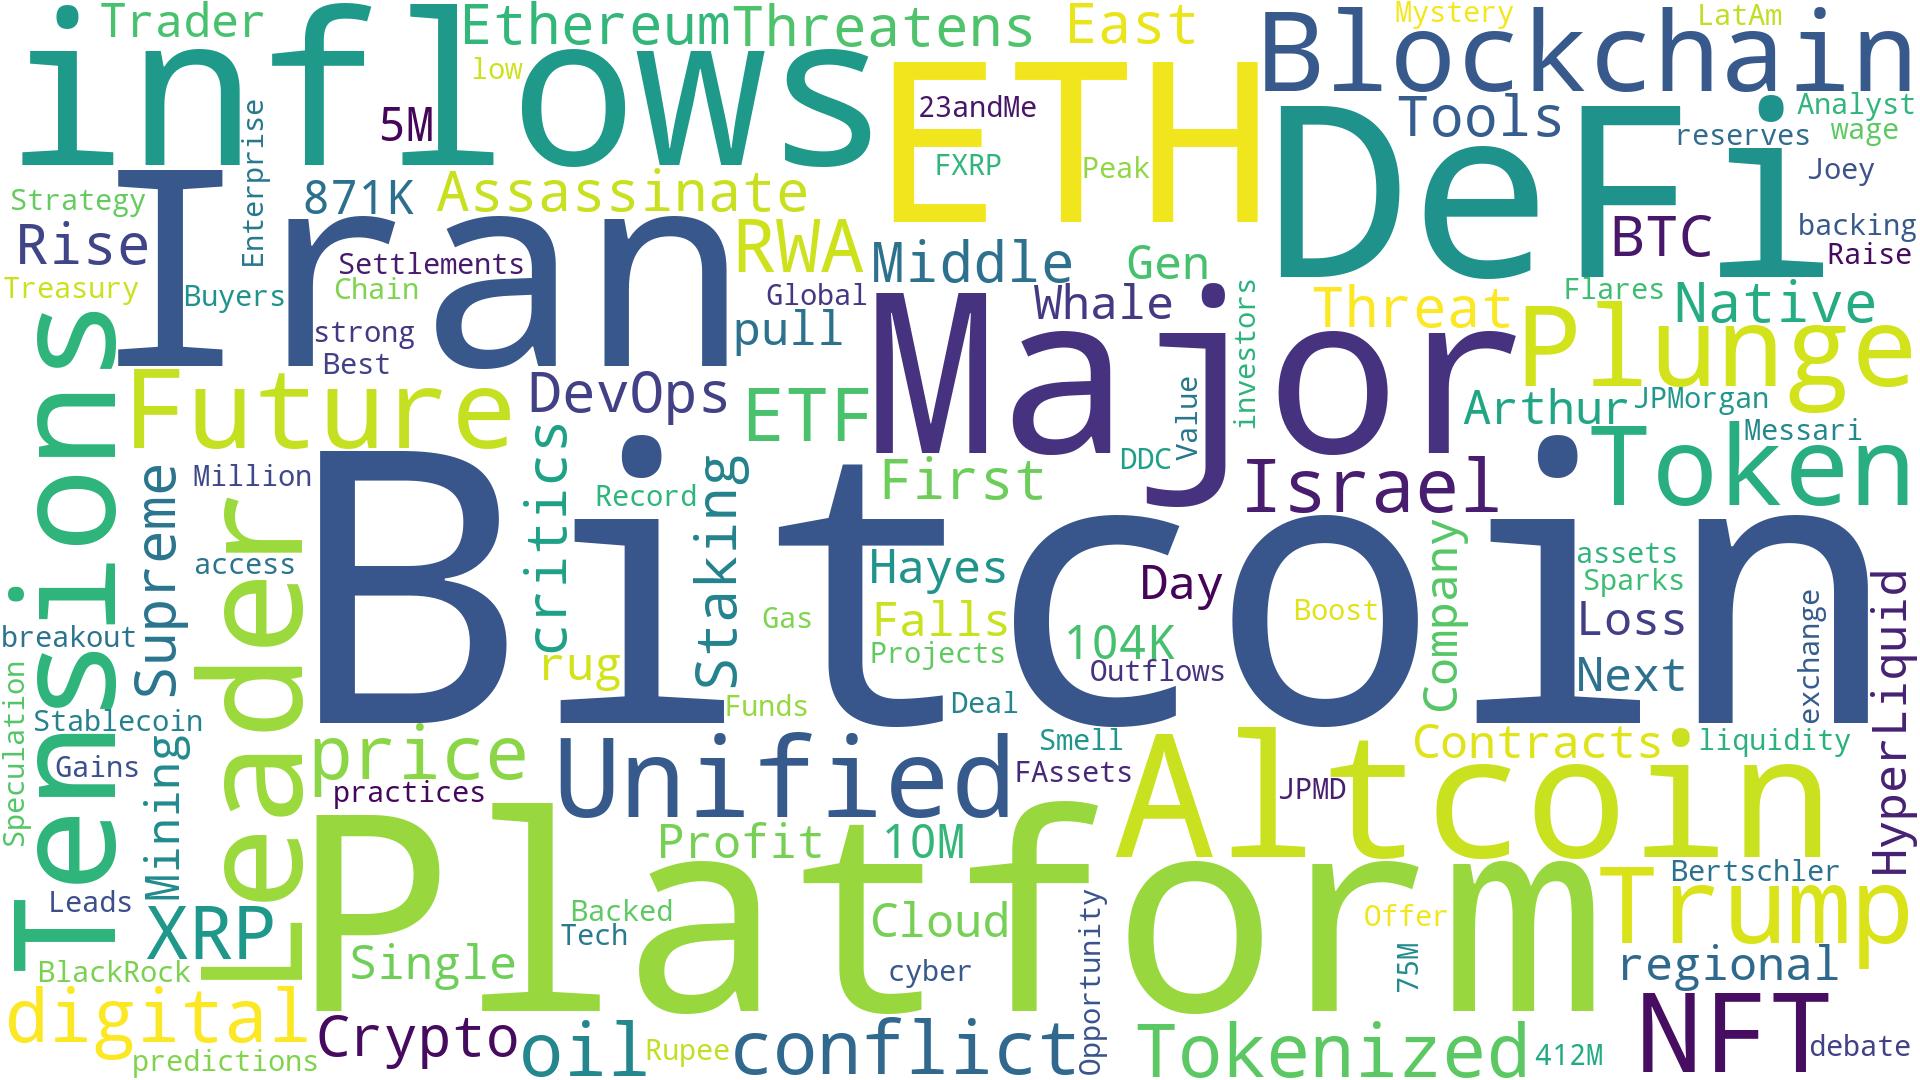 Trader
inflows
Ethereum
Threatens
East
Blockchain
Mystery
LatAm
low
5M
Enterprise
ETH
23andMe
FXRP
Peak
DeFi
Tools
reserves
Analyst
wage
Joey
Strategy
Iran
871K
Assassinate
RWA
Middle
Gen
BTC
backing
Raise
Rise
Settlements
Chain
Treasury
Buyers
Global
Major
Whale
investors
Threat
Flares
Native
Tensions
strong
Best
pull
Plunge
Future
DevOps
ETF
Value
Arthur
JPMorgan
Messari
critics
DDC
Token
Supreme
Million
Leader
Bitcoin
Record
Staking
First
Israel
access
Hayes
Day
Company
assets
Sparks
HyperLiquid
breakout
Gas
Falls
104K
Boost
Loss
exchange
rug
Projects
Outflows
Next
Speculation
Stablecoin
Funds
Deal
Gains
Mining
price
practices
Unified
Smell
FAssets
Altcoin
JPMD
Contracts
liquidity
Platform
Profit
10M
Bertschler
Leads
XRP
Backed
Tech
Cloud
Opportunity
Offer
Trump
BlackRock
Single
cyber
75M
regional
digital
predictions
Crypto
oil
Rupee
conflict
Tokenized
412M
NFT
debate